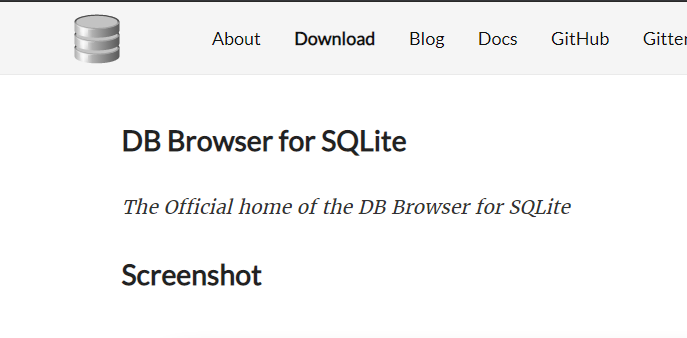 About Download Blog Docs GitHub Gitter
DB Browser for SQLite
The Official home of the DB Browser for SQLite
Screenshot